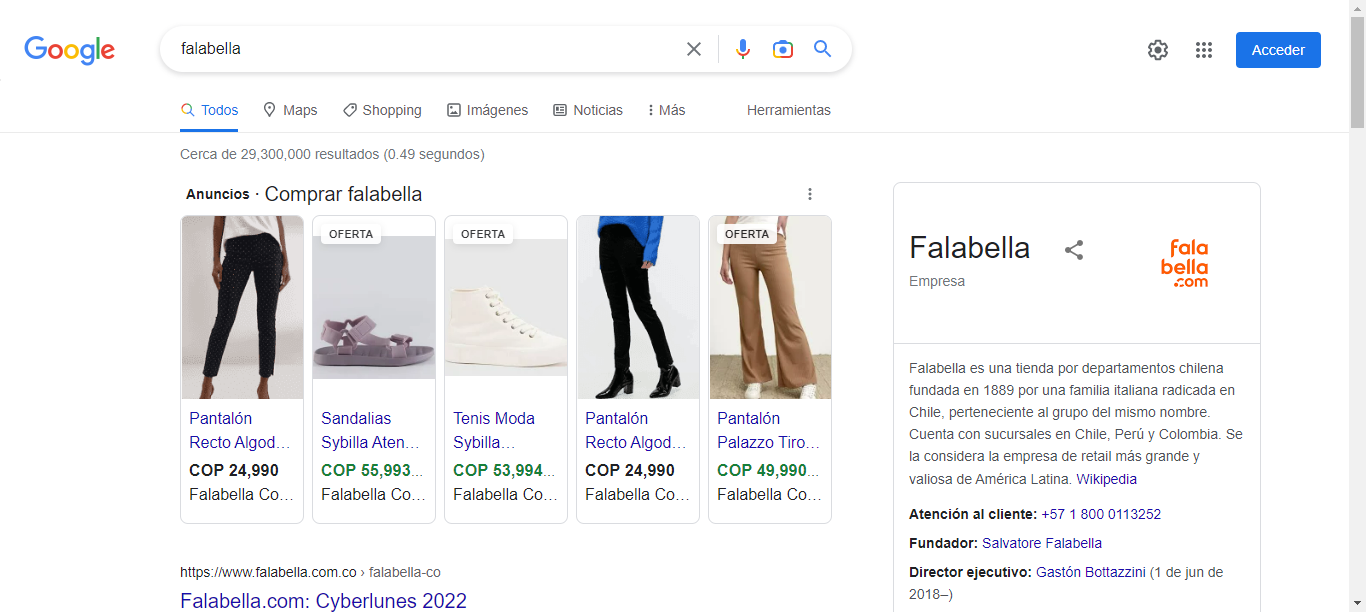 Google
falabella
Acceder
Todos
Maps
Shopping
Imágenes
Noticias
Más
Herramientas
Cerca de 29,300,000 resultados (0.49 segundos)
Anuncios · Comprar falabella
Pantalón
Recto Algod...
COP 24,990
Falabella Co...
OFERTA
Sandalias
Sybilla Aten...
COP 55,993...
Falabella Co...
OFERTA
Tenis Moda
Sybilla...
COP 53,994...
Falabella Co...
Pantalón
Recto Algod...
COP 24,990
Falabella Co...
OFERTA
Pantalón
Palazzo Tiro...
COP 49,990...
Falabella Co...
https://www.falabella.com.co › falabella-co
Falabella.com: Cyberlunes 2022
Falabella
Empresa
fala
bella
.com
Falabella es una tienda por departamentos chilena
fundada en 1889 por una familia italiana radicada en
Chile, perteneciente al grupo del mismo nombre.
Cuenta con sucursales en Chile, Perú y Colombia. Se
la considera la empresa de retail más grande y
valiosa de América Latina. Wikipedia
Atención al cliente: +57 1 800 0113252
Fundador: Salvatore Falabella
Director ejecutivo: Gastón Bottazzini (1 de jun de
2018–)